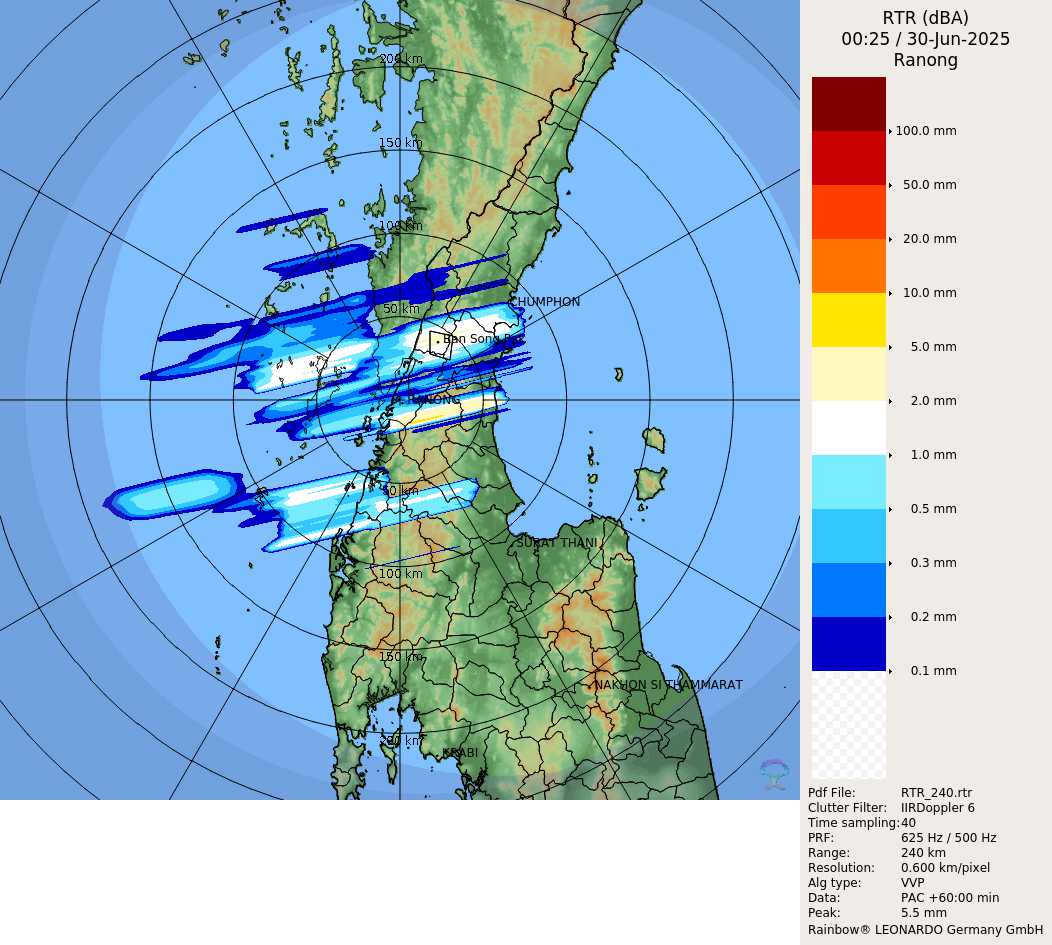 RTR (dBA)
00:25 / 30-Jun-2025
Ranong
200 km
150 km
100 km
50 km
CHUMPHON
Ban Song Pi
RANONG
50 km
SURAT THANI
100 km
150 km
NAKHON SI THAMMARAT
200 km
KRABI
100.0 mm
50.0 mm
20.0 mm
10.0 mm
5.0 mm
2.0 mm
1.0 mm
0.5 mm
0.3 mm
0.2 mm
0.1 mm
Pdf File: RTR_240.rtr
Clutter Filter: IIRDoppler 6
Time sampling: 40
PRF: 625 Hz / 500 Hz
Range: 240 km
Resolution: 0.600 km/pixel
Alg type: VVP
Data: PAC +60:00 min
Peak: 5.5 mm
Rainbow® LEONARDO Germany GmbH